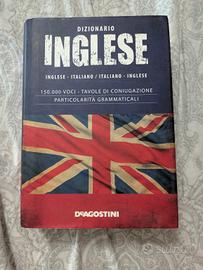 DIZIONARIO
INGLESE
INGLESE - ITALIANO / ITALIANO - INGLESE
150.000 VOCI - TAVOLE DI CONIUGAZIONE
PARTICOLARITÀ GRAMMATICALI
DEAGOSTINI